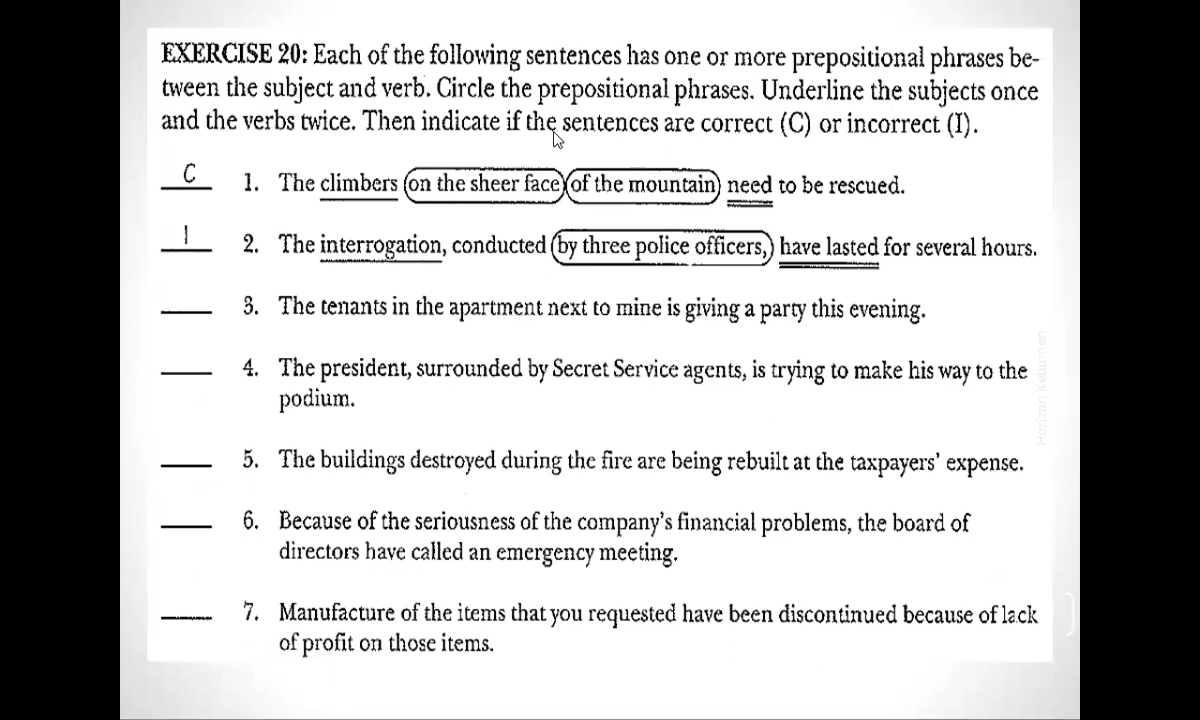 EXERCISE 20: Each of the following sentences has one or more prepositional phrases be-
tween the subject and verb. Circle the prepositional phrases. Underline the subjects once
and the verbs twice. Then indicate if the sentences are correct (C) or incorrect (I).
C 1. The climbers on the sheer face of the mountain need to be rescued.
I 2. The interrogation, conducted by three police officers, have lasted for several hours.
3. The tenants in the apartment next to mine is giving a party this evening.
4. The president, surrounded by Secret Service agents, is trying to make his way to the
podium.
5. The buildings destroyed during the fire are being rebuilt at the taxpayers' expense.
6. Because of the seriousness of the company's financial problems, the board of
directors have called an emergency meeting.
7. Manufacture of the items that you requested have been discontinued because of lack
of profit on those items.
Horizon Kebumen